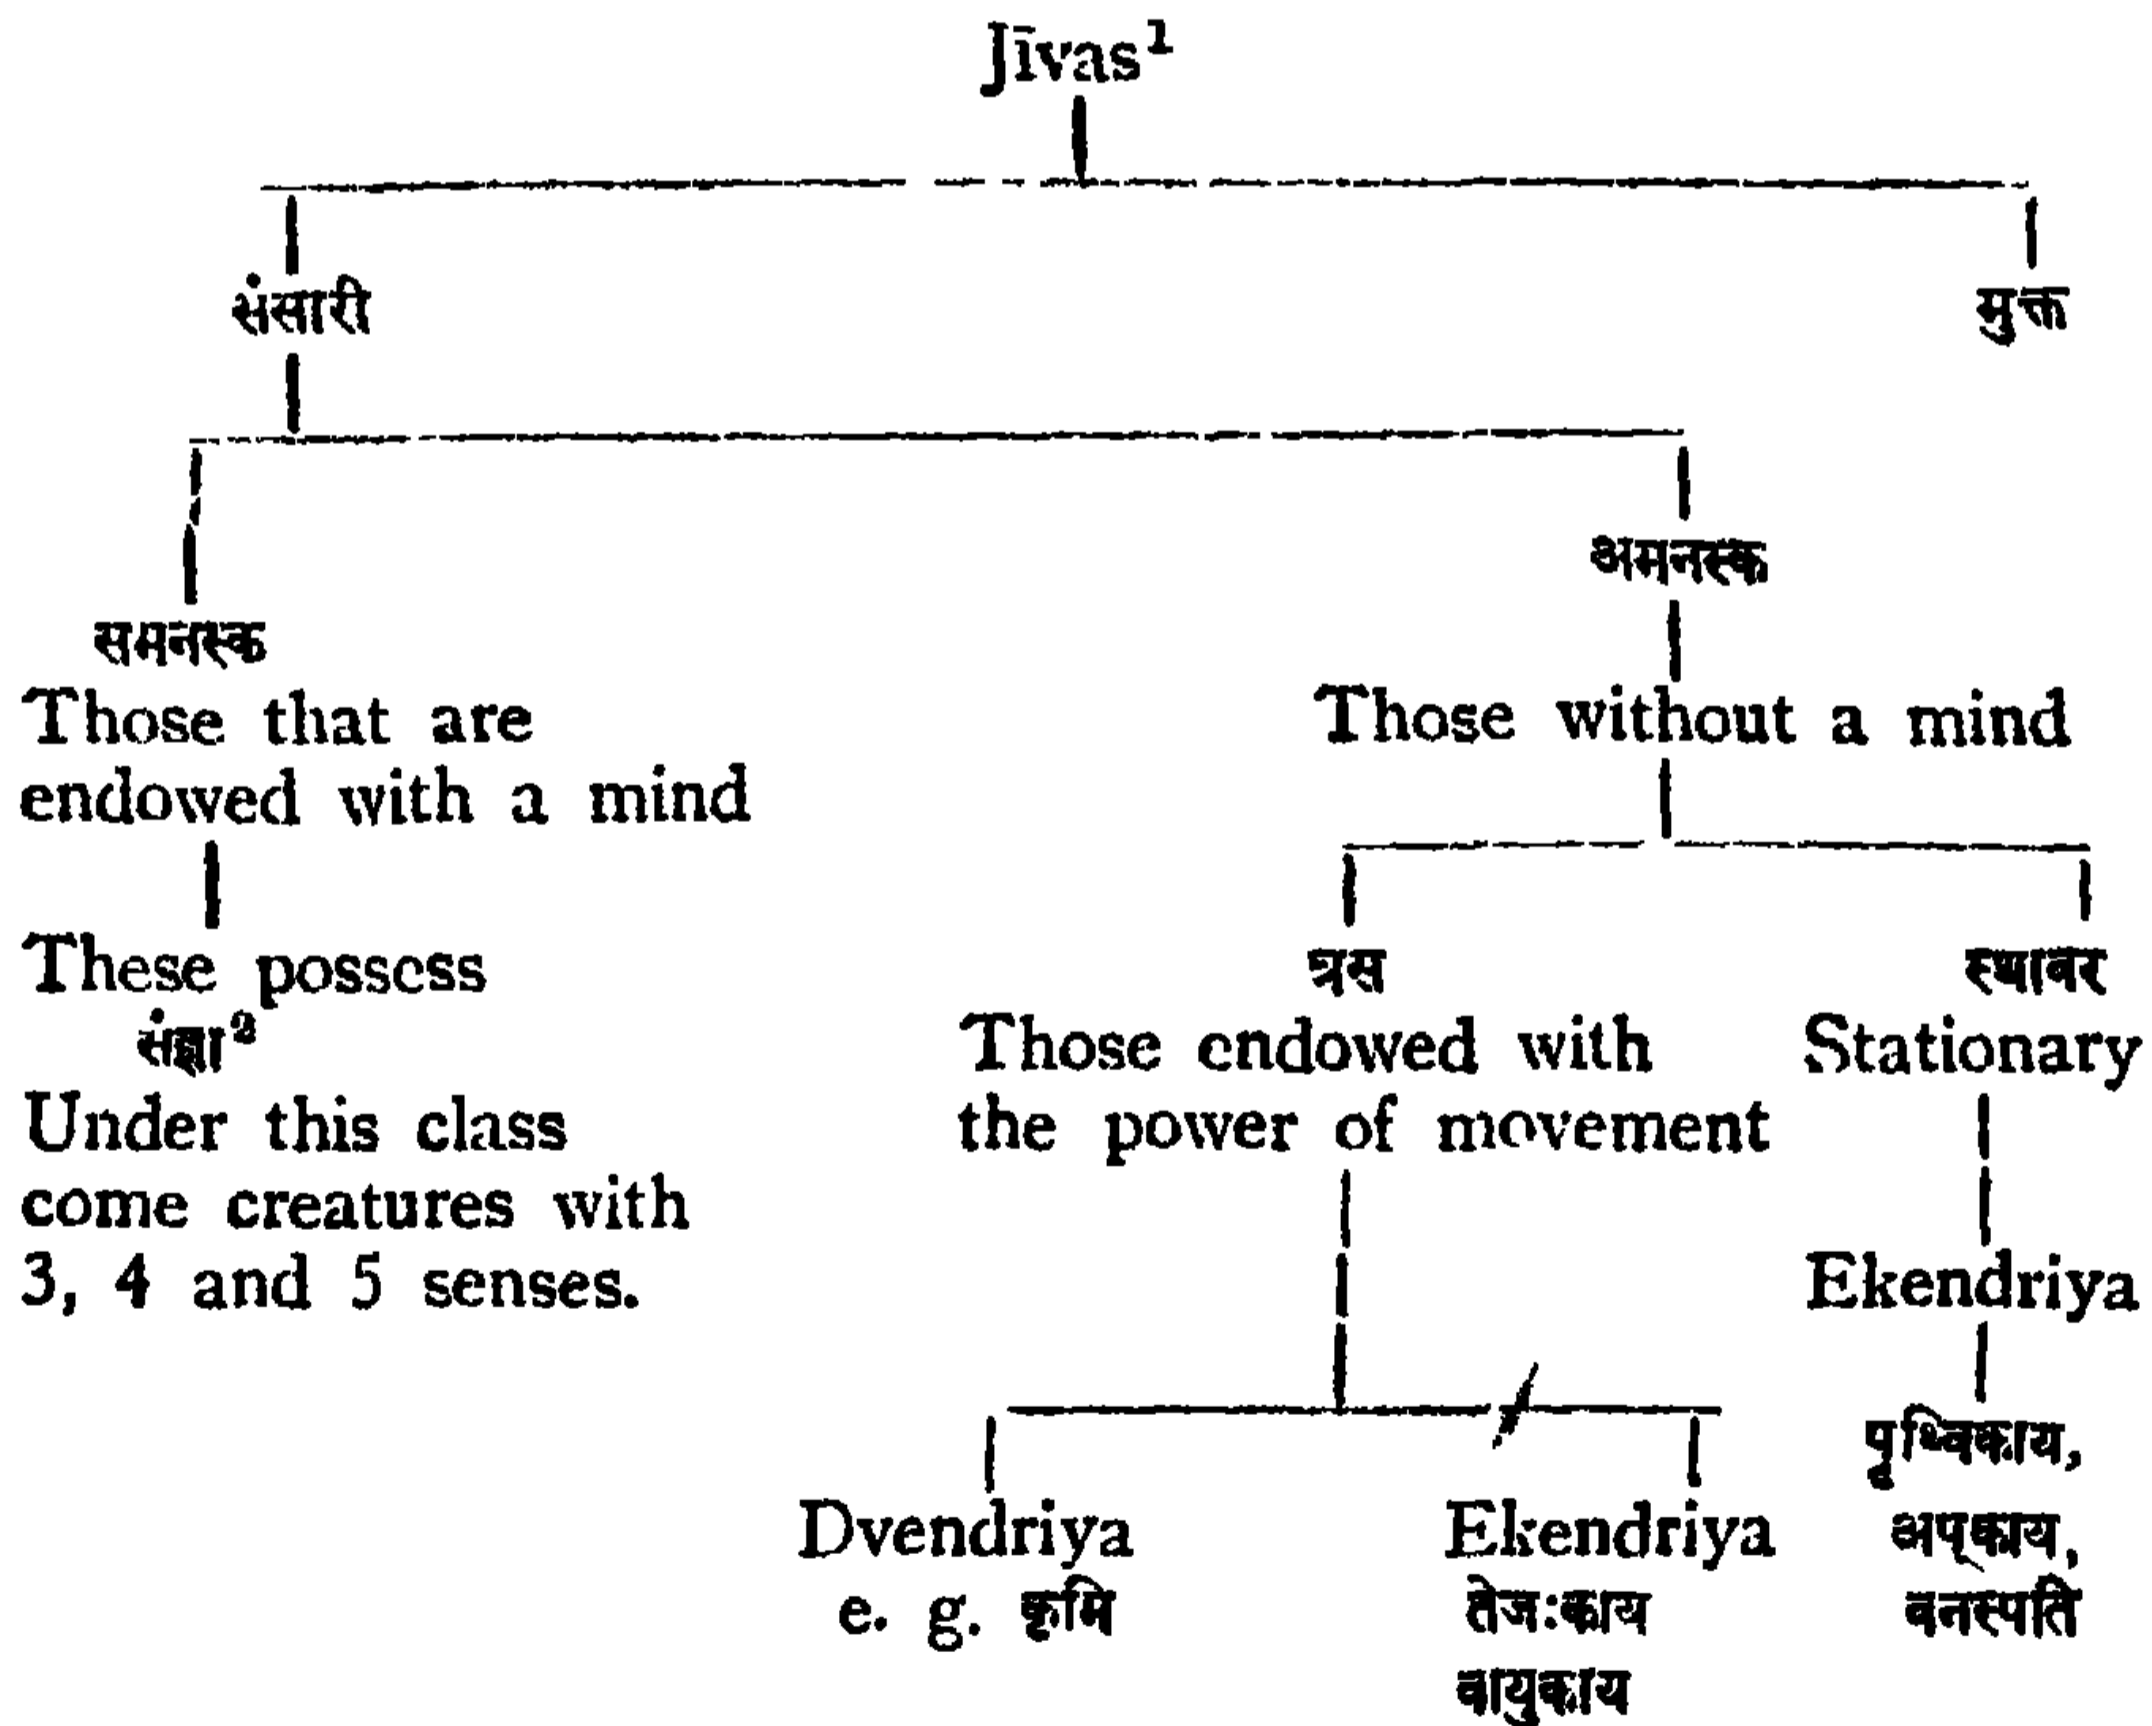 Jīvas¹
संसारी
मुक्त
समनस्क
Those that are
endowed with a mind
These possess
संज्ञा²
Under this class
come creatures with
3, 4 and 5 senses.
अमनस्क
Those without a mind
त्रस
Those endowed with
the power of movement
Dvendriya
e. g. कृमि
Ekendriya
तेजःकाय
वायुकाय
स्थावर
Stationary
Ekendriya
पृथ्विकाय,
अप्‌काय,
वनस्पति